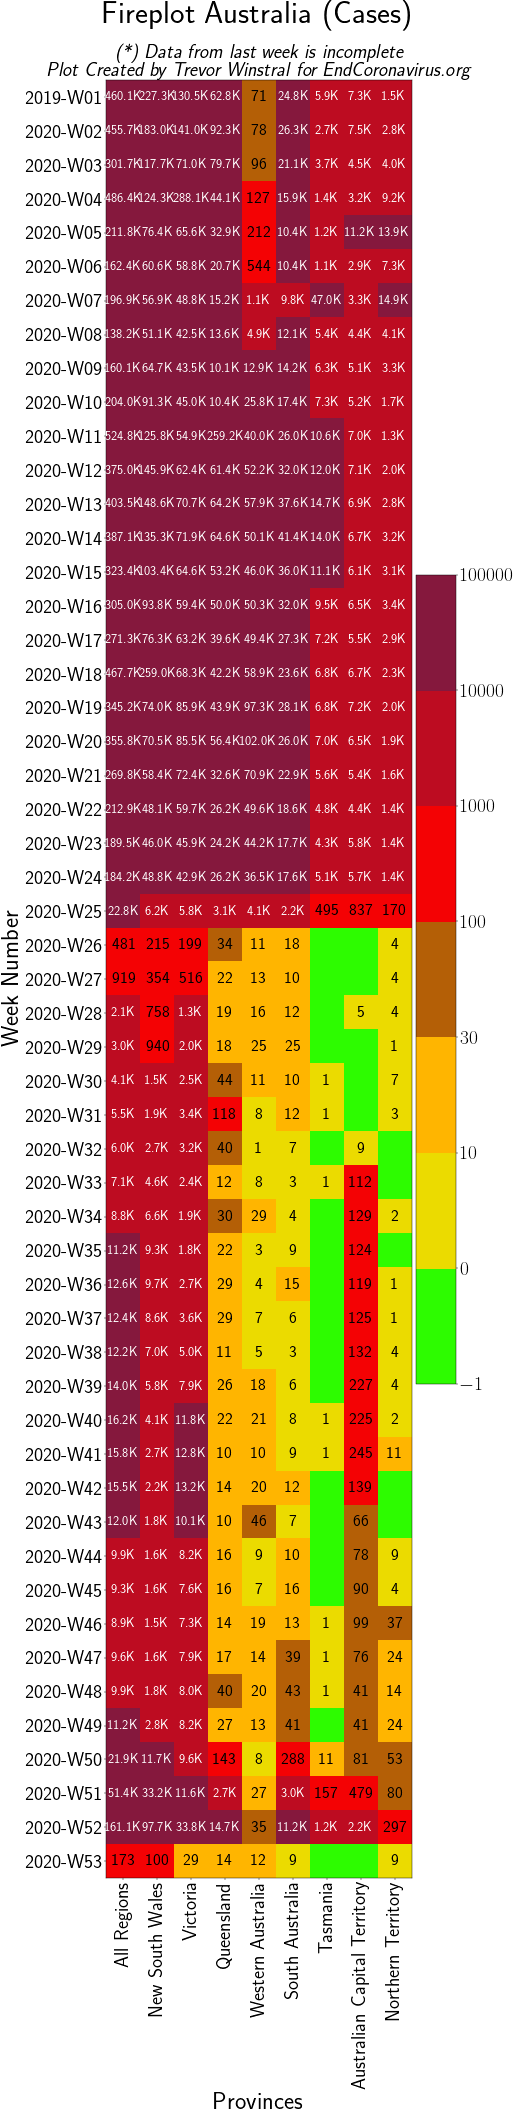 Fireplot Australia (Cases)
(*) Data from last week is incomplete
Plot Created by Trevor Winstral for EndCoronavirus.org
2019-W01 460.1K 227.3K 130.5K 62.8K 71 24.8K 5.9K 7.3K 1.5K
2020-W02 455.7K 183.0K 141.0K 92.3K 78 26.3K 2.7K 7.5K 2.8K
2020-W03 301.7K 117.7K 71.0K 79.7K 96 21.1K 3.7K 4.5K 4.0K
2020-W04 486.4K 124.3K 288.1K 44.1K 127 15.9K 1.4K 3.2K 9.2K
2020-W05 211.8K 76.4K 65.6K 32.9K 212 10.4K 1.2K 11.2K 13.9K
2020-W06 162.4K 60.6K 58.8K 20.7K 544 10.4K 1.1K 2.9K 7.3K
2020-W07 196.9K 56.9K 48.8K 15.2K 1.1K 9.8K 47.0K 3.3K 14.9K
2020-W08 138.2K 51.1K 42.5K 13.6K 4.9K 12.1K 5.4K 4.4K 4.1K
2020-W09 160.1K 64.7K 43.5K 10.1K 12.9K 14.2K 6.3K 5.1K 3.3K
2020-W10 204.0K 91.3K 45.0K 10.4K 25.8K 17.4K 7.3K 5.2K 1.7K
2020-W11 524.8K 125.8K 54.9K 259.2K 40.0K 26.0K 10.6K 7.0K 1.3K
2020-W12 375.0K 145.9K 62.4K 61.4K 52.2K 32.0K 12.0K 7.1K 2.0K
2020-W13 403.5K 148.6K 70.7K 64.2K 57.9K 37.6K 14.7K 6.9K 2.8K
2020-W14 387.1K 135.3K 71.9K 64.6K 50.1K 41.4K 14.0K 6.7K 3.2K
2020-W15 323.4K 103.4K 64.6K 53.2K 46.0K 36.0K 11.1K 6.1K 3.1K
2020-W16 305.0K 93.8K 59.4K 50.0K 50.3K 32.0K 9.5K 6.5K 3.4K
2020-W17 271.3K 76.3K 63.2K 39.6K 49.4K 27.3K 7.2K 5.5K 2.9K
2020-W18 467.7K 259.0K 68.3K 42.2K 58.9K 23.6K 6.8K 6.7K 2.3K
2020-W19 345.2K 74.0K 85.9K 43.9K 97.3K 28.1K 6.8K 7.2K 2.0K
2020-W20 355.8K 70.5K 85.5K 56.4K 102.0K 26.0K 7.0K 6.5K 1.9K
2020-W21 269.8K 58.4K 72.4K 32.6K 70.9K 22.9K 5.6K 5.4K 1.6K
2020-W22 212.9K 48.1K 59.7K 26.2K 49.6K 18.6K 4.8K 4.4K 1.4K
2020-W23 189.5K 46.0K 45.9K 24.2K 44.2K 17.7K 4.3K 5.8K 1.4K
2020-W24 184.2K 48.8K 42.9K 26.2K 36.5K 17.6K 5.1K 5.7K 1.4K
2020-W25 22.8K 6.2K 5.8K 3.1K 4.1K 2.2K 495 837 170
2020-W26 481 215 199 34 11 18 4
2020-W27 919 354 516 22 13 10 4
2020-W28 2.1K 758 1.3K 19 16 12 5 4
2020-W29 3.0K 940 2.0K 18 25 25 1
2020-W30 4.1K 1.5K 2.5K 44 11 10 1 7
2020-W31 5.5K 1.9K 3.4K 118 8 12 1 3
2020-W32 6.0K 2.7K 3.2K 40 1 7 9
2020-W33 7.1K 4.6K 2.4K 12 8 3 1 112
2020-W34 8.8K 6.6K 1.9K 30 29 4 129 2
2020-W35 11.2K 9.3K 1.8K 22 3 9 124
2020-W36 12.6K 9.7K 2.7K 29 4 15 119 1
2020-W37 12.4K 8.6K 3.6K 29 7 6 125 1
2020-W38 12.2K 7.0K 5.0K 11 5 3 132 4
2020-W39 14.0K 5.8K 7.9K 26 18 6 227 4
2020-W40 16.2K 4.1K 11.8K 22 21 8 1 225 2
2020-W41 15.8K 2.7K 12.8K 10 10 9 1 245 11
2020-W42 15.5K 2.2K 13.2K 14 20 12 139
2020-W43 12.0K 1.8K 10.1K 10 46 7 66
2020-W44 9.9K 1.6K 8.2K 16 9 10 78 9
2020-W45 9.3K 1.6K 7.6K 16 7 16 90 4
2020-W46 8.9K 1.5K 7.3K 14 19 13 1 99 37
2020-W47 9.6K 1.6K 7.9K 17 14 39 1 76 24
2020-W48 9.9K 1.8K 8.0K 40 20 43 1 41 14
2020-W49 11.2K 2.8K 8.2K 27 13 41 41 24
2020-W50 21.9K 11.7K 9.6K 143 8 288 11 81 53
2020-W51 51.4K 33.2K 11.6K 2.7K 27 3.0K 157 479 80
2020-W52 161.1K 97.7K 33.8K 14.7K 35 11.2K 1.2K 2.2K 297
2020-W53 173 100 29 14 12 9 9
Week Number
100000
10000
1000
100
30
10
0
−1
All Regions
New South Wales
Victoria
Queensland
Western Australia
South Australia
Tasmania
Australian Capital Territory
Northern Territory
Provinces